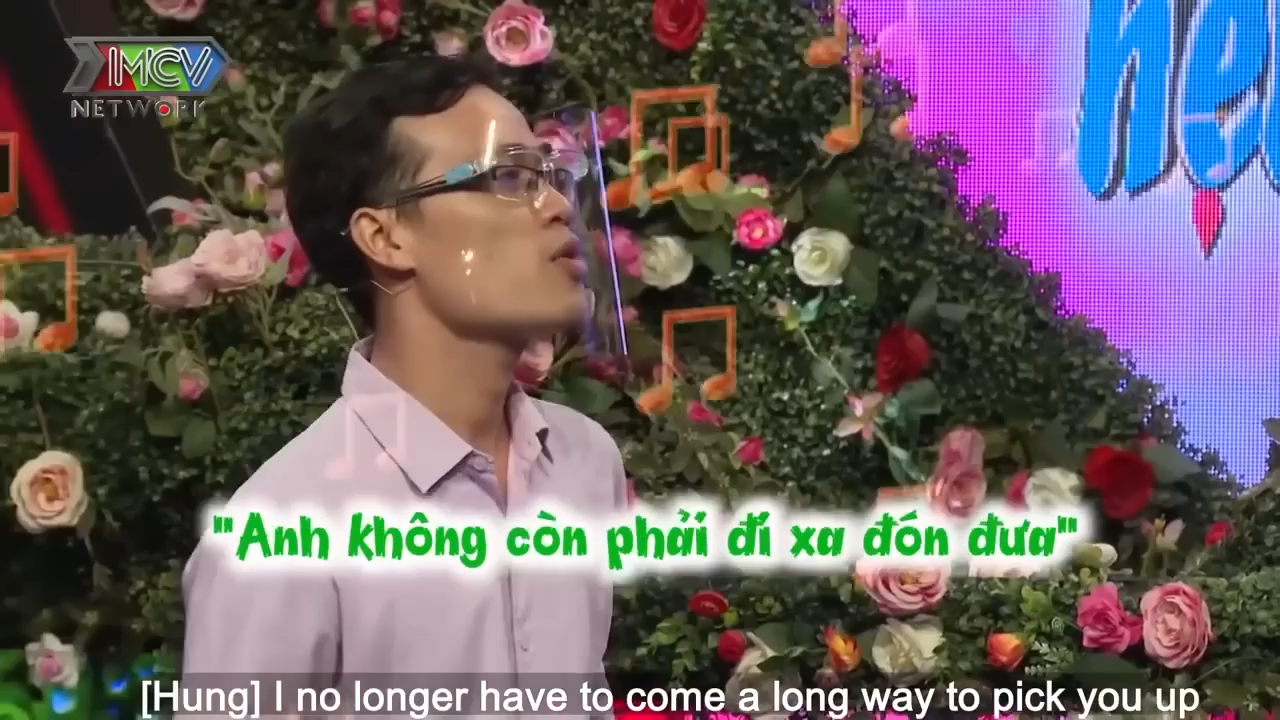 MCV
NETWORK
hẹ
"Anh không còn phải đi xa đón đưa"
[Hung] I no longer have to come a long way to pick you up